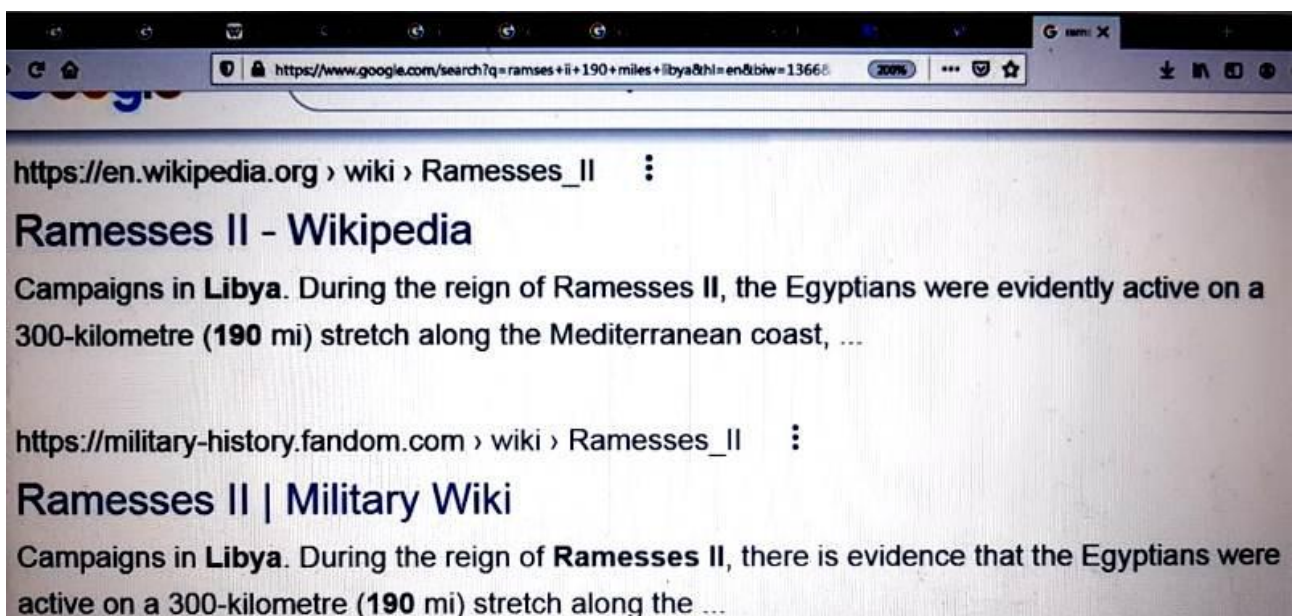 G ram: X
https://www.google.com/search?q=ramses+ii+190+miles+libya&hl=en&biw=1366&
200%
https://en.wikipedia.org › wiki › Ramesses_II
Ramesses II - Wikipedia
Campaigns in Libya. During the reign of Ramesses II, the Egyptians were evidently active on a
300-kilometre (190 mi) stretch along the Mediterranean coast, ...
https://military-history.fandom.com › wiki › Ramesses_II
Ramesses II | Military Wiki
Campaigns in Libya. During the reign of Ramesses II, there is evidence that the Egyptians were
active on a 300-kilometre (190 mi) stretch along the ...